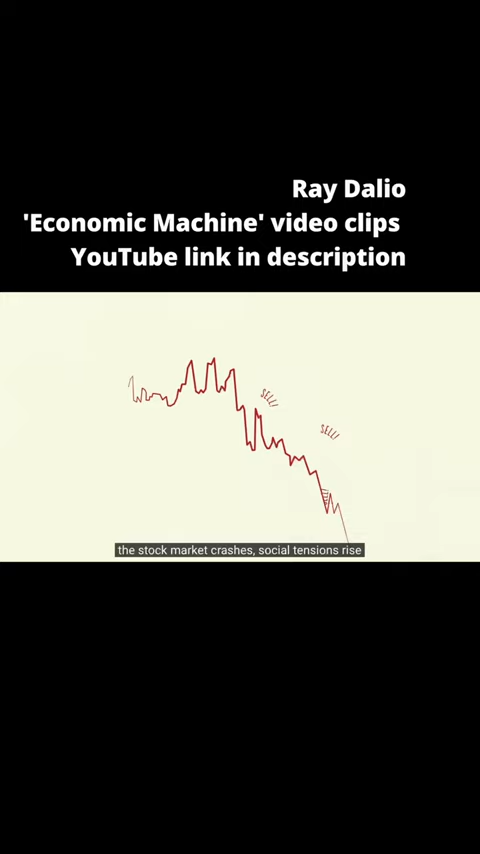 Ray Dalio
'Economic Machine' video clips
YouTube link in description
SELL!
SELL!
the stock market crashes, social tensions rise